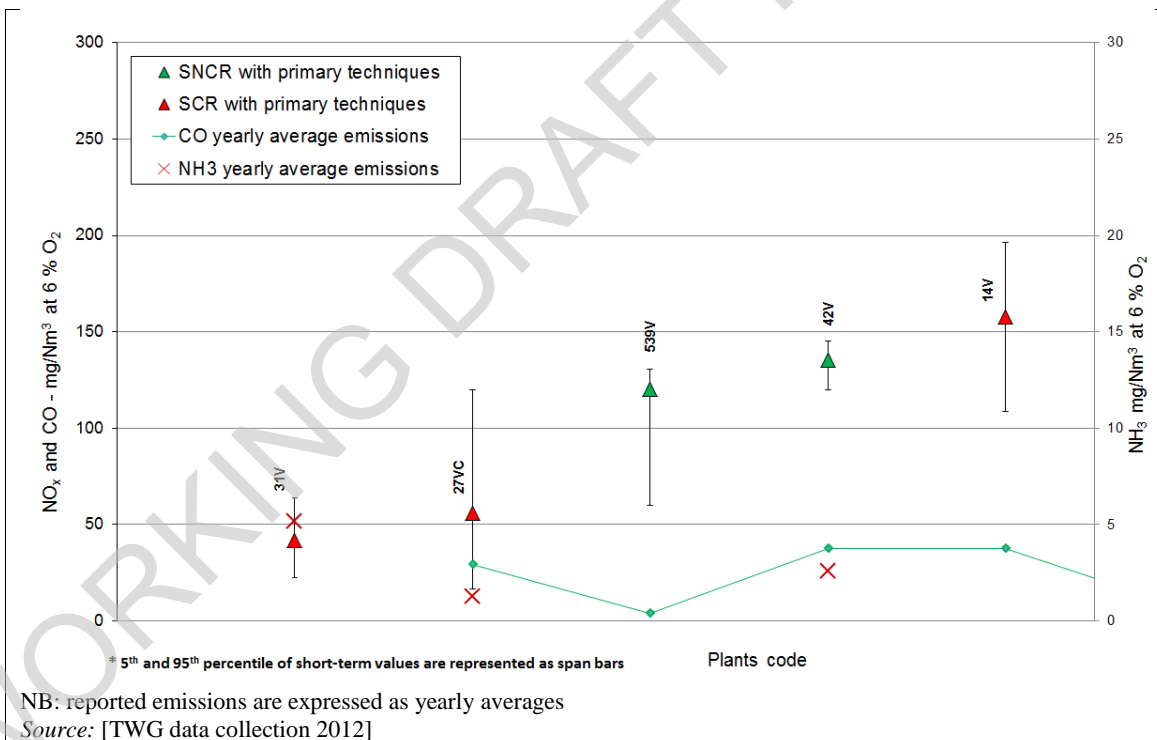 WORKING DRAFT
300
250
200
150
100
50
0
NOx and CO - mg/Nm³ at 6 % O₂
SNCR with primary techniques
SCR with primary techniques
CO yearly average emissions
NH3 yearly average emissions
31V
27VC
539V
42V
14V
30
25
20
15
10
5
0
NH₃ mg/Nm³ at 6 % O₂
* 5th and 95th percentile of short-term values are represented as span bars
Plants code
NB: reported emissions are expressed as yearly averages
Source: [TWG data collection 2012]